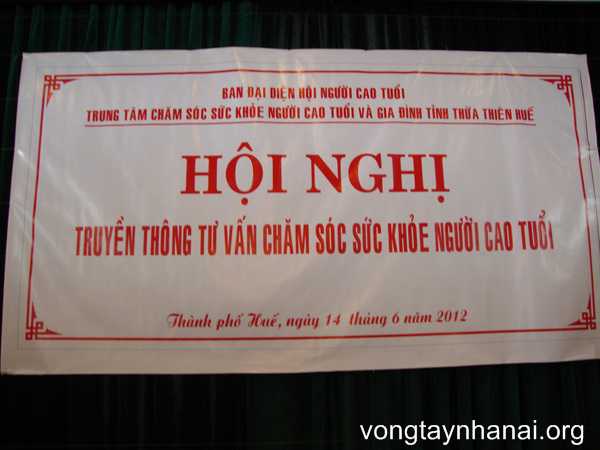 BAN ĐẠI DIỆN HỘI NGƯỜI CAO TUỔI
TRUNG TÂM CHĂM SÓC SỨC KHỎE NGƯỜI CAO TUỔI VÀ GIA ĐÌNH TỈNH THỪA THIÊN HUẾ
HỘI NGHỊ
TRUYỀN THÔNG TƯ VẤN CHĂM SÓC SỨC KHỎE NGƯỜI CAO TUỔI
Thành phố Huế, ngày 14 tháng 6 năm 2012
vongtaynhanai.org